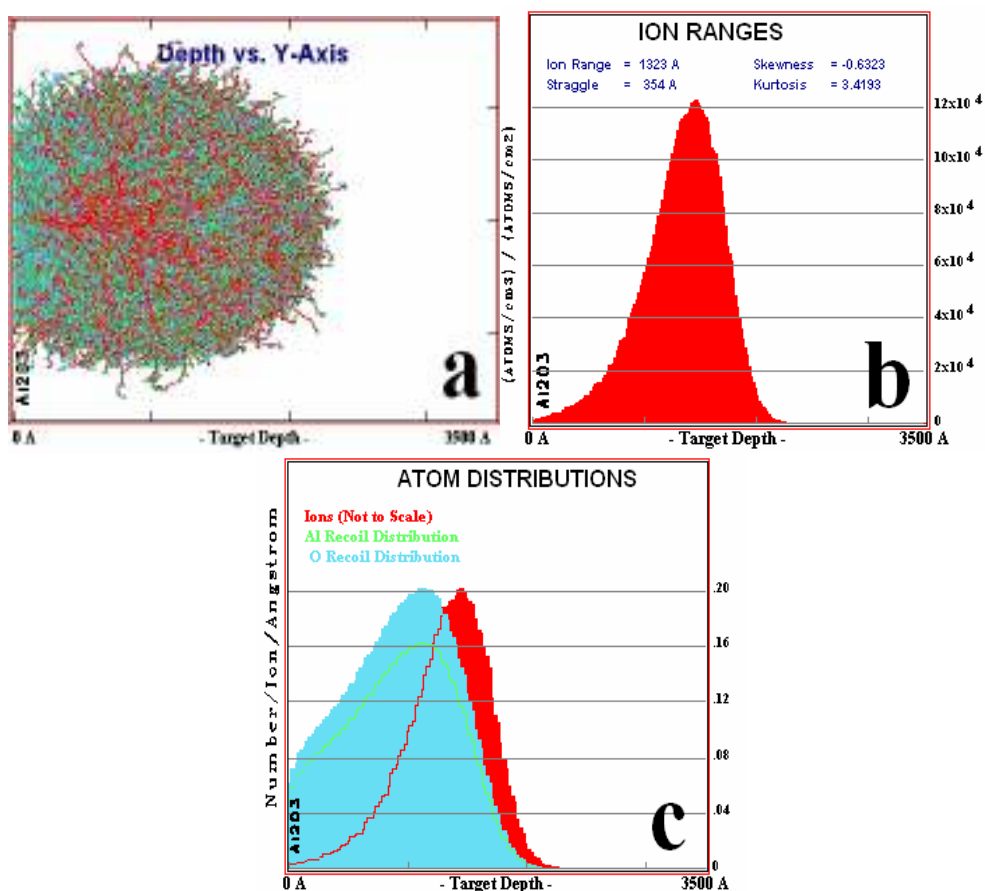 Depth vs. Y-Axis
Al2O3
a
0 A - Target Depth - 3500 A
ION RANGES
Ion Range = 1323 A Skewness = -0.6323
Straggle = 354 A Kurtosis = 3.4193
(ATOMS/cm3) / (ATOMS/cm2)
12x10 4
10x10 4
8x10 4
6x10 4
4x10 4
2x10 4
0
Al2O3
b
0 A - Target Depth - 3500 A
ATOM DISTRIBUTIONS
Ions (Not to Scale)
Al Recoil Distribution
O Recoil Distribution
Number/Ion/Angstrom
.20
.16
.12
.08
.04
0
Al2O3
c
0 A - Target Depth - 3500 A